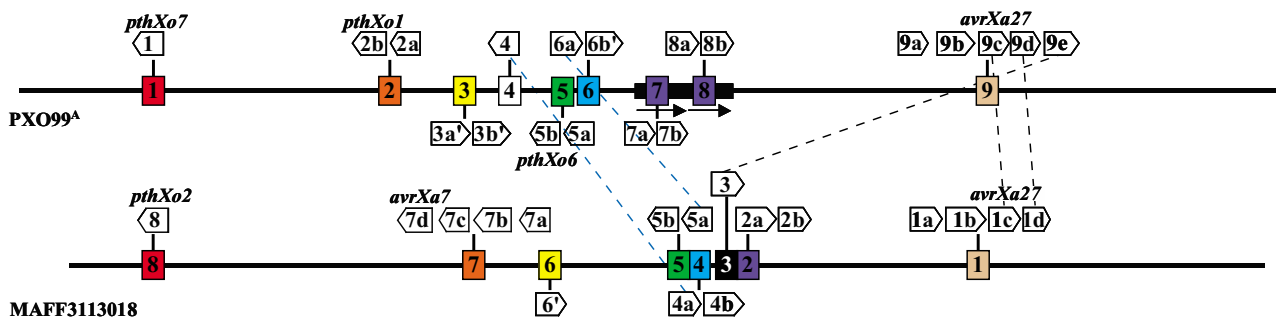 pthXo7 pthXo1 avrXa27
1 2b 2a 4 6a 6b' 8a 8b 9a 9b 9c 9d 9e
1 2 3 4 5 6 7 8 9
PXO99A
3a' 3b' 5b 5a 7a 7b
pthXo6
3
pthXo2 avrXa7 avrXa27
8 7d 7c 7b 7a 5b 5a 2a 2b 1a 1b 1c 1d
8 7 6 5 4 3 2 1
6' 4a 4b
MAFF3113018